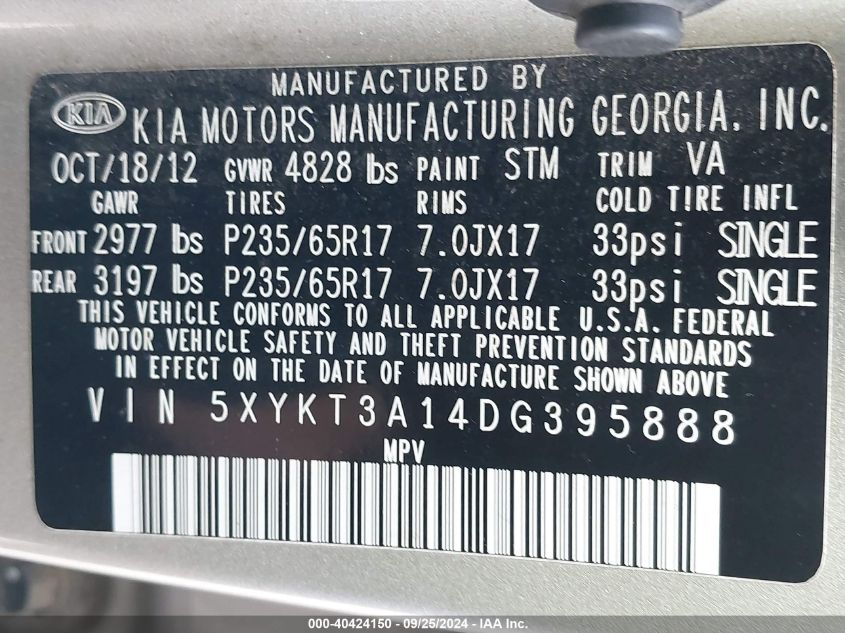 MANUFACTURED BY
KIA KIA MOTORS MANUFACTURING GEORGIA, INC.
OCT/18/12 GVWR 4828 lbs PAINT STM TRIM VA
GAWR TIRES RIMS COLD TIRE INFL
FRONT 2977 lbs P235/65R17 7.0JX17 33psi SINGLE
REAR 3197 lbs P235/65R17 7.0JX17 33psi SINGLE
THIS VEHICLE CONFORMS TO ALL APPLICABLE U.S.A. FEDERAL
MOTOR VEHICLE SAFETY AND THEFT PREVENTION STANDARDS
IN EFFECT ON THE DATE OF MANUFACTURE SHOWN ABOVE
VIN 5XYKT3A14DG395888
MPV
000-40424150 - 09/25/2024 - IAA Inc.